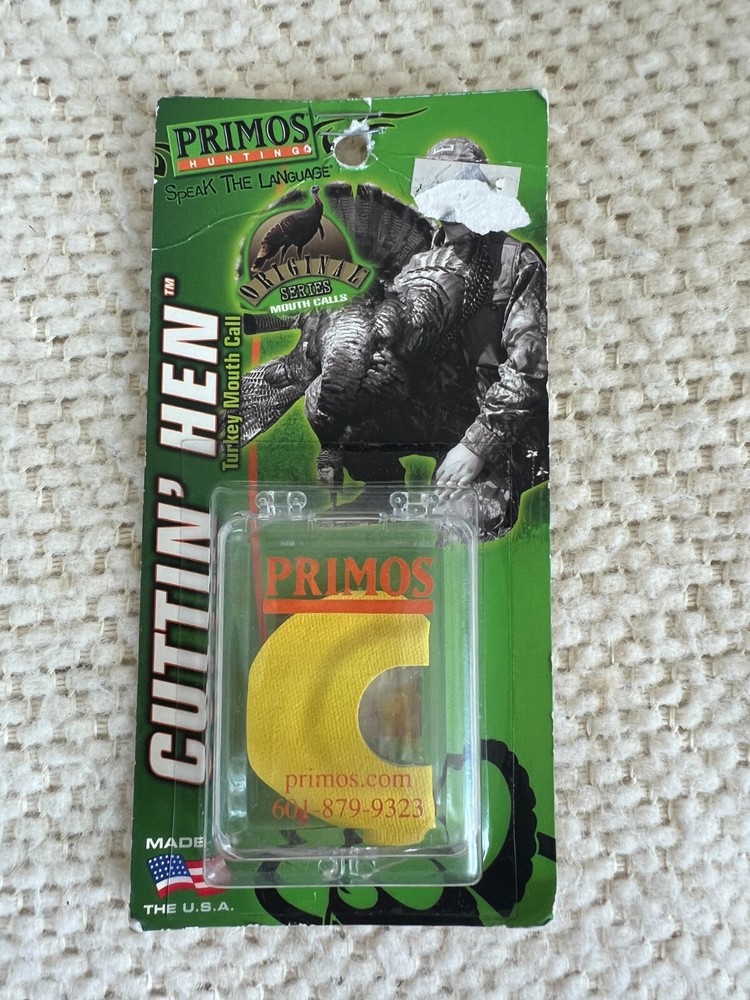 PRIMOS
HUNTING
SPEAK THE LANGUAGE®
ORIGINAL
SERIES
MOUTH CALLS
CUTTIN' HEN™
Turkey Mouth Call
PRIMOS
primos.com
601-879-9323
MADE
THE U.S.A.